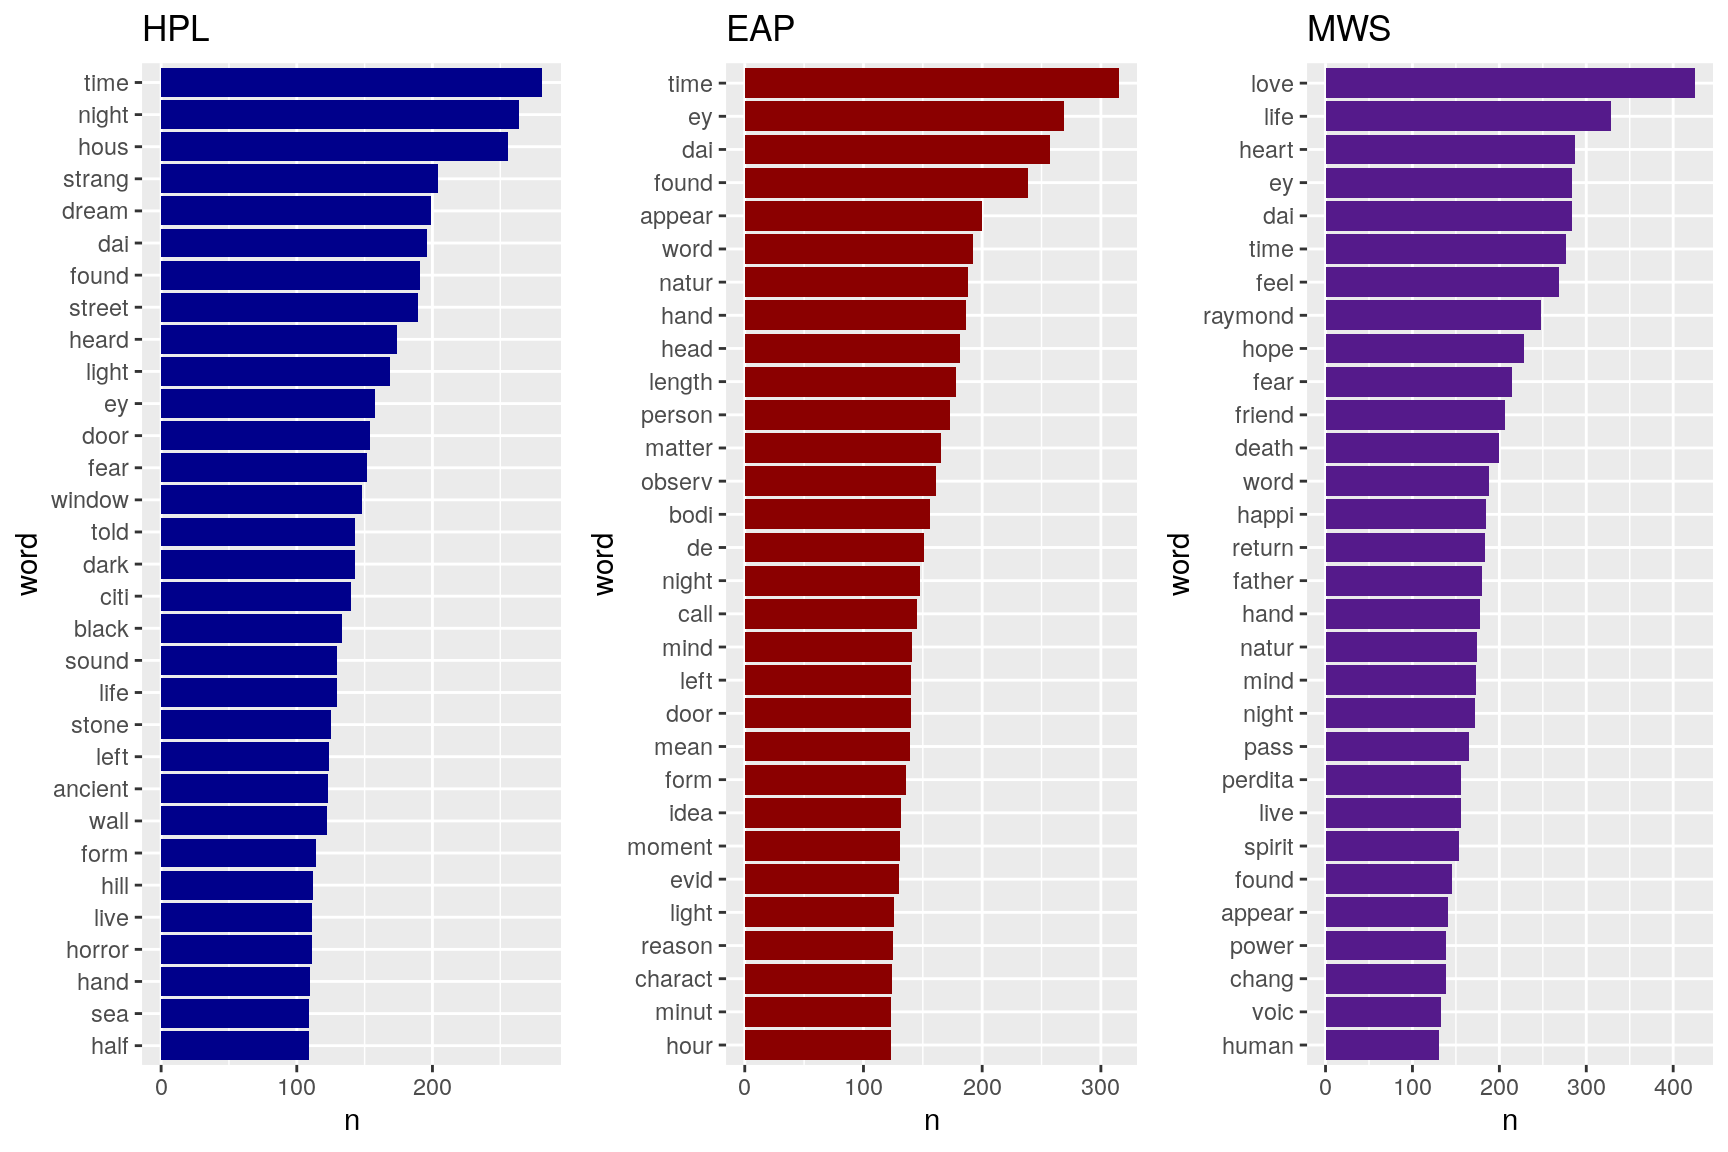 HPL
word
time
night
hous
strang
dream
dai
found
street
heard
light
ey
door
fear
window
told
dark
citi
black
sound
life
stone
left
ancient
wall
form
hill
live
horror
hand
sea
half
0 100 200
n
EAP
word
time
ey
dai
found
appear
word
natur
hand
head
length
person
matter
observ
bodi
de
night
call
mind
left
door
mean
form
idea
moment
evid
light
reason
charact
minut
hour
0 100 200 300
n
MWS
word
love
life
heart
ey
dai
time
feel
raymond
hope
fear
friend
death
word
happi
return
father
hand
natur
mind
night
pass
perdita
live
spirit
found
appear
power
chang
voic
human
0 100 200 300 400
n